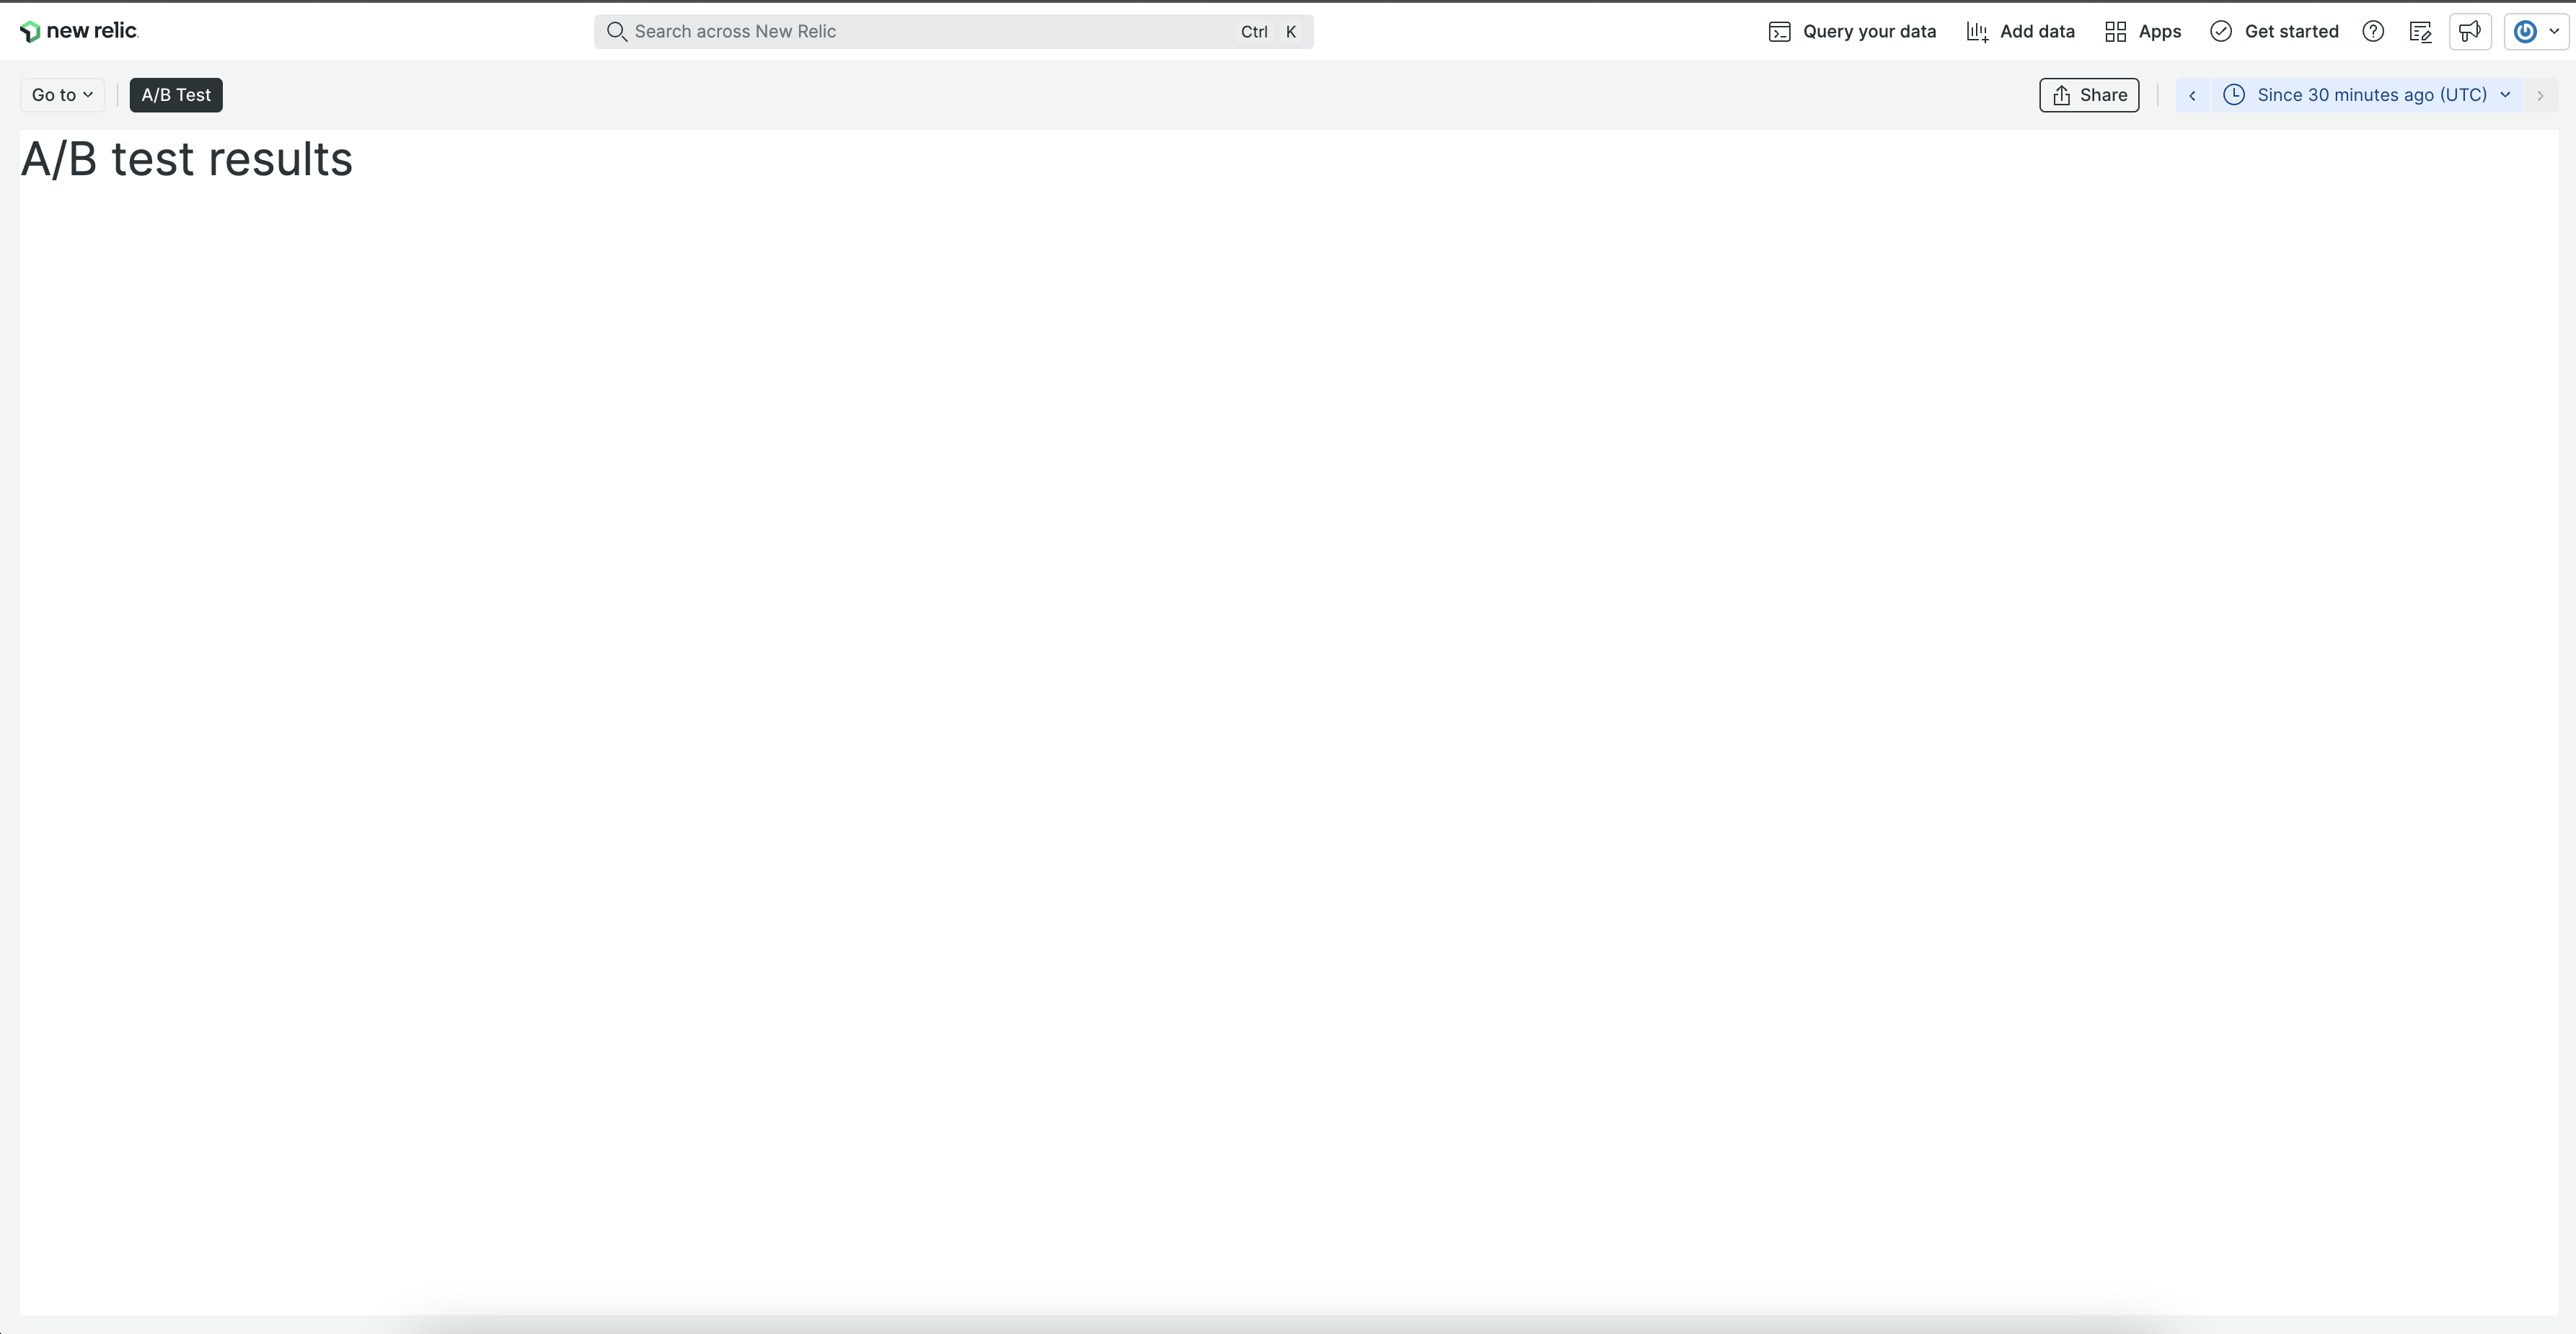 new relic
Search across New Relic Ctrl K
Query your data
Add data
Apps
Get started
Go to
A/B Test
Share
Since 30 minutes ago (UTC)
A/B test results